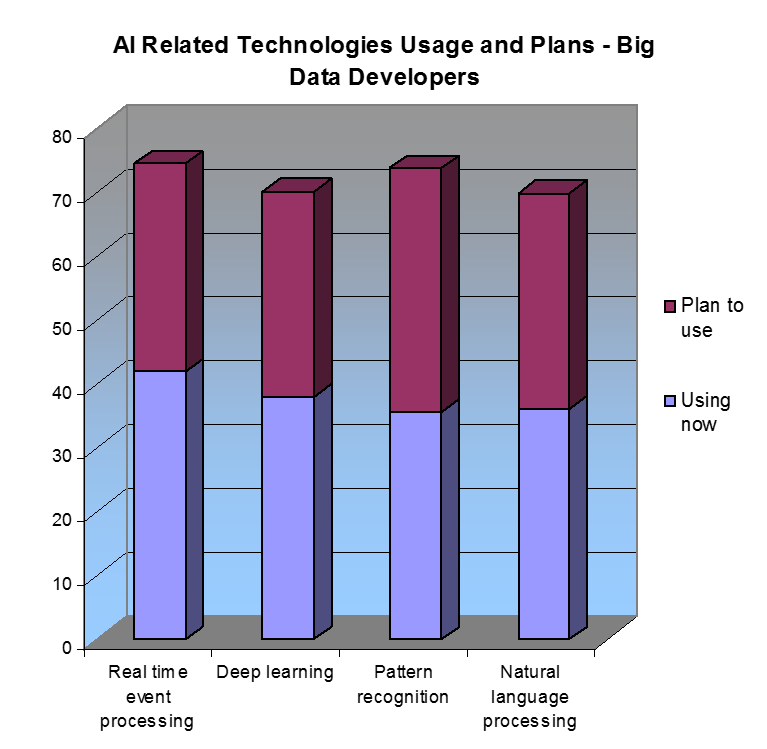 AI Related Technologies Usage and Plans - Big
Data Developers
80
70
60
50
40
30
20
10
0
Real time
event
processing
Deep learning
Pattern
recognition
Natural
language
processing
Plan to
use
Using
now